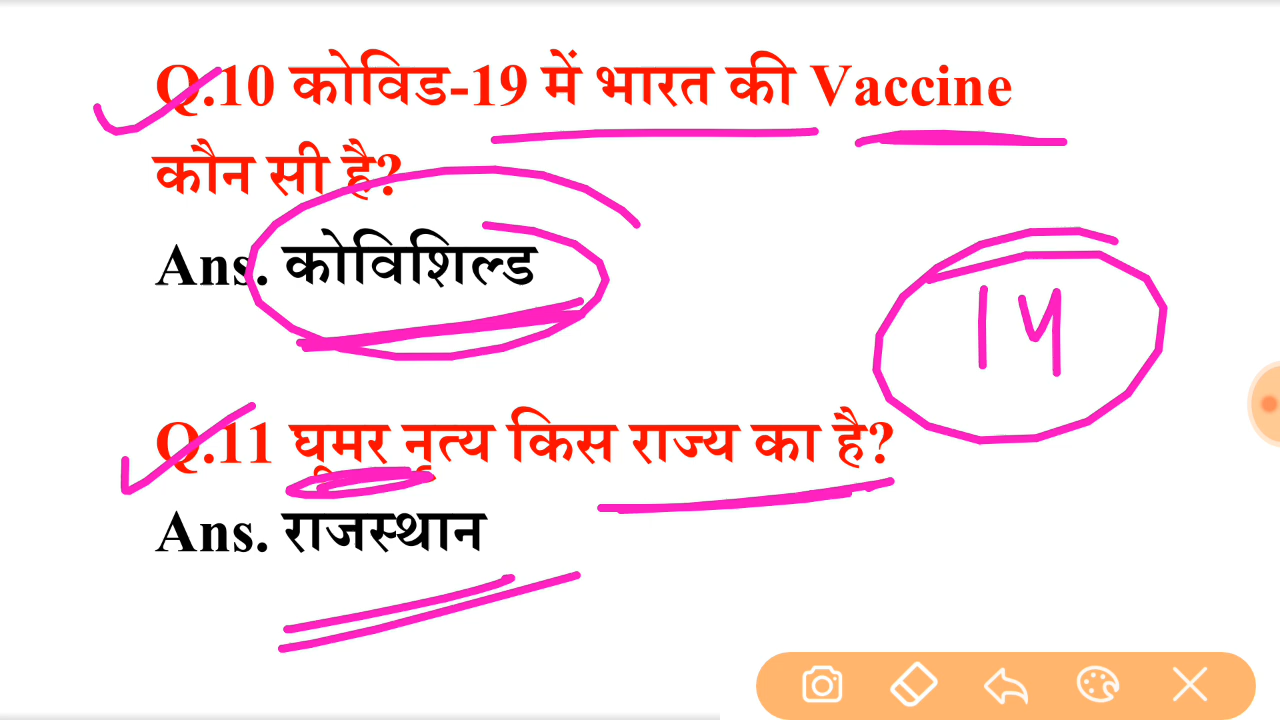 Q.10 कोविड-19 में भारत की Vaccine
कौन सी है?
Ans. कोविशिल्ड
14
Q.11 घुमर नृत्य किस राज्य का है?
Ans. राजस्थान